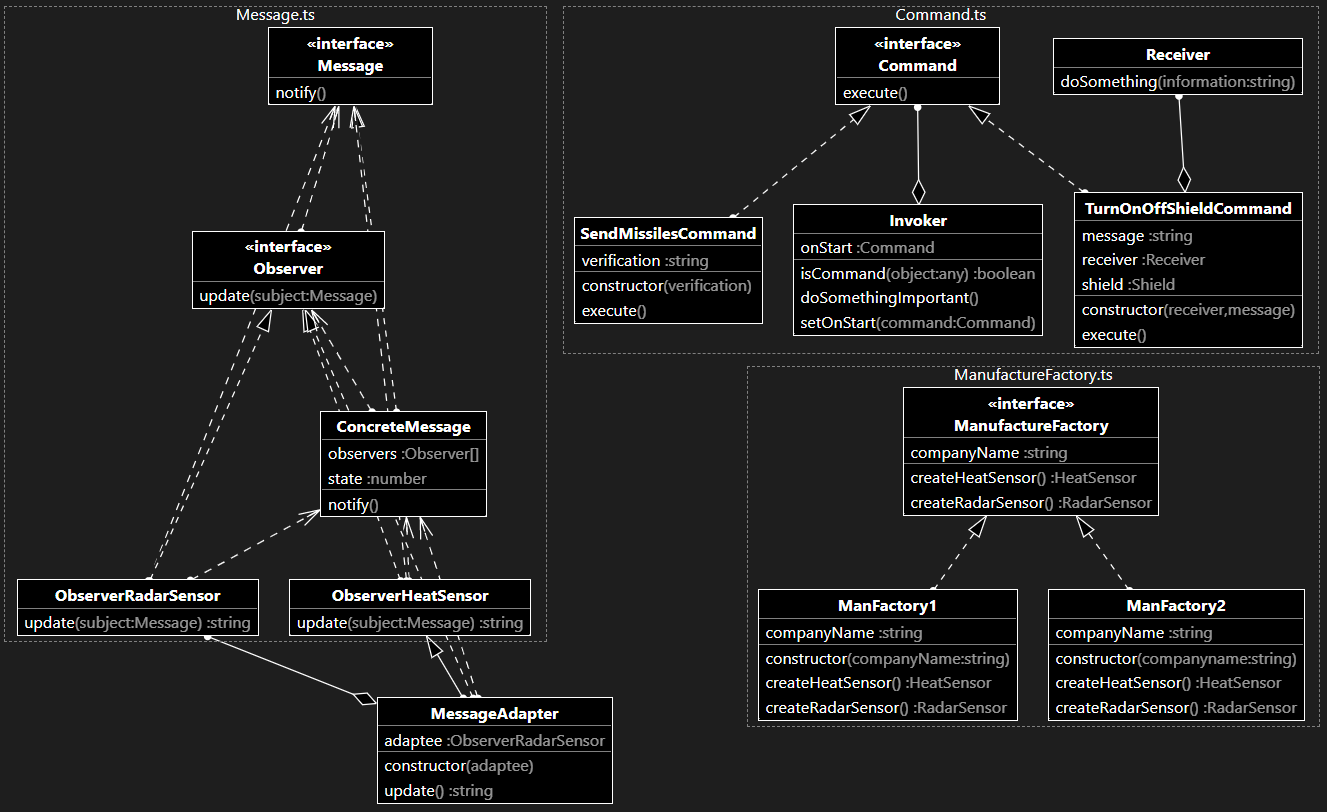 Message.ts
«interface»
Message
notify()
«interface»
Observer
update(subject:Message)
ConcreteMessage
observers :Observer[]
state :number
notify()
ObserverRadarSensor
update(subject:Message) :string
ObserverHeatSensor
update(subject:Message) :string
MessageAdapter
adaptee :ObserverRadarSensor
constructor(adaptee)
update() :string
Command.ts
«interface»
Command
execute()
Receiver
doSomething(information:string)
SendMissilesCommand
verification :string
constructor(verification)
execute()
Invoker
onStart :Command
isCommand(object:any) :boolean
doSomethingImportant()
setOnStart(command:Command)
TurnOnOffShieldCommand
message :string
receiver :Receiver
shield :Shield
constructor(receiver,message)
execute()
ManufactureFactory.ts
«interface»
ManufactureFactory
companyName :string
createHeatSensor() :HeatSensor
createRadarSensor() :RadarSensor
ManFactory1
companyName :string
constructor(companyName:string)
createHeatSensor() :HeatSensor
createRadarSensor() :RadarSensor
ManFactory2
companyName :string
constructor(companyname:string)
createHeatSensor() :HeatSensor
createRadarSensor() :RadarSensor